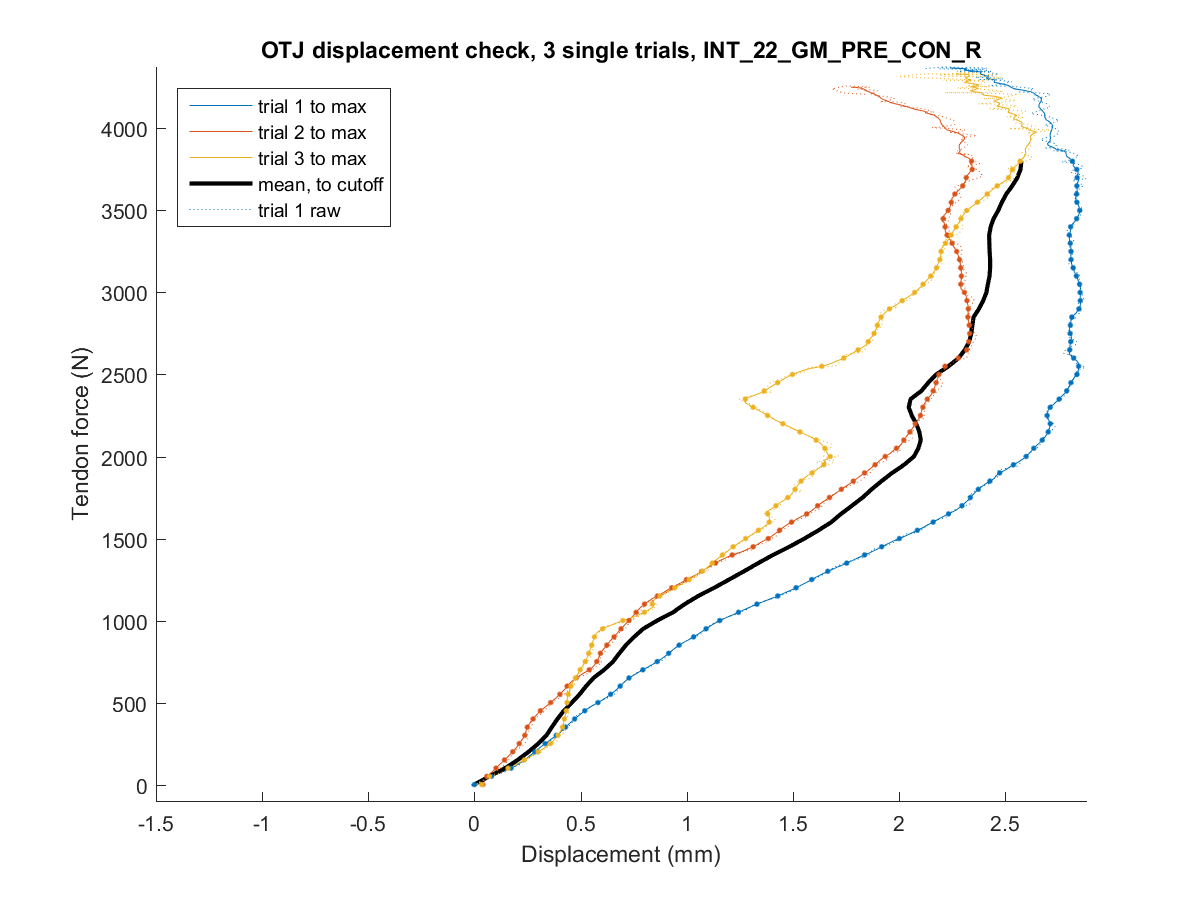 OTJ displacement check, 3 single trials, INT_22_GM_PRE_CON_R
trial 1 to max
trial 2 to max
trial 3 to max
mean, to cutoff
trial 1 raw
4000
3500
3000
2500
2000
1500
1000
500
0
Tendon force (N)
-1.5
-1
-0.5
0
0.5
1
1.5
2
2.5
Displacement (mm)